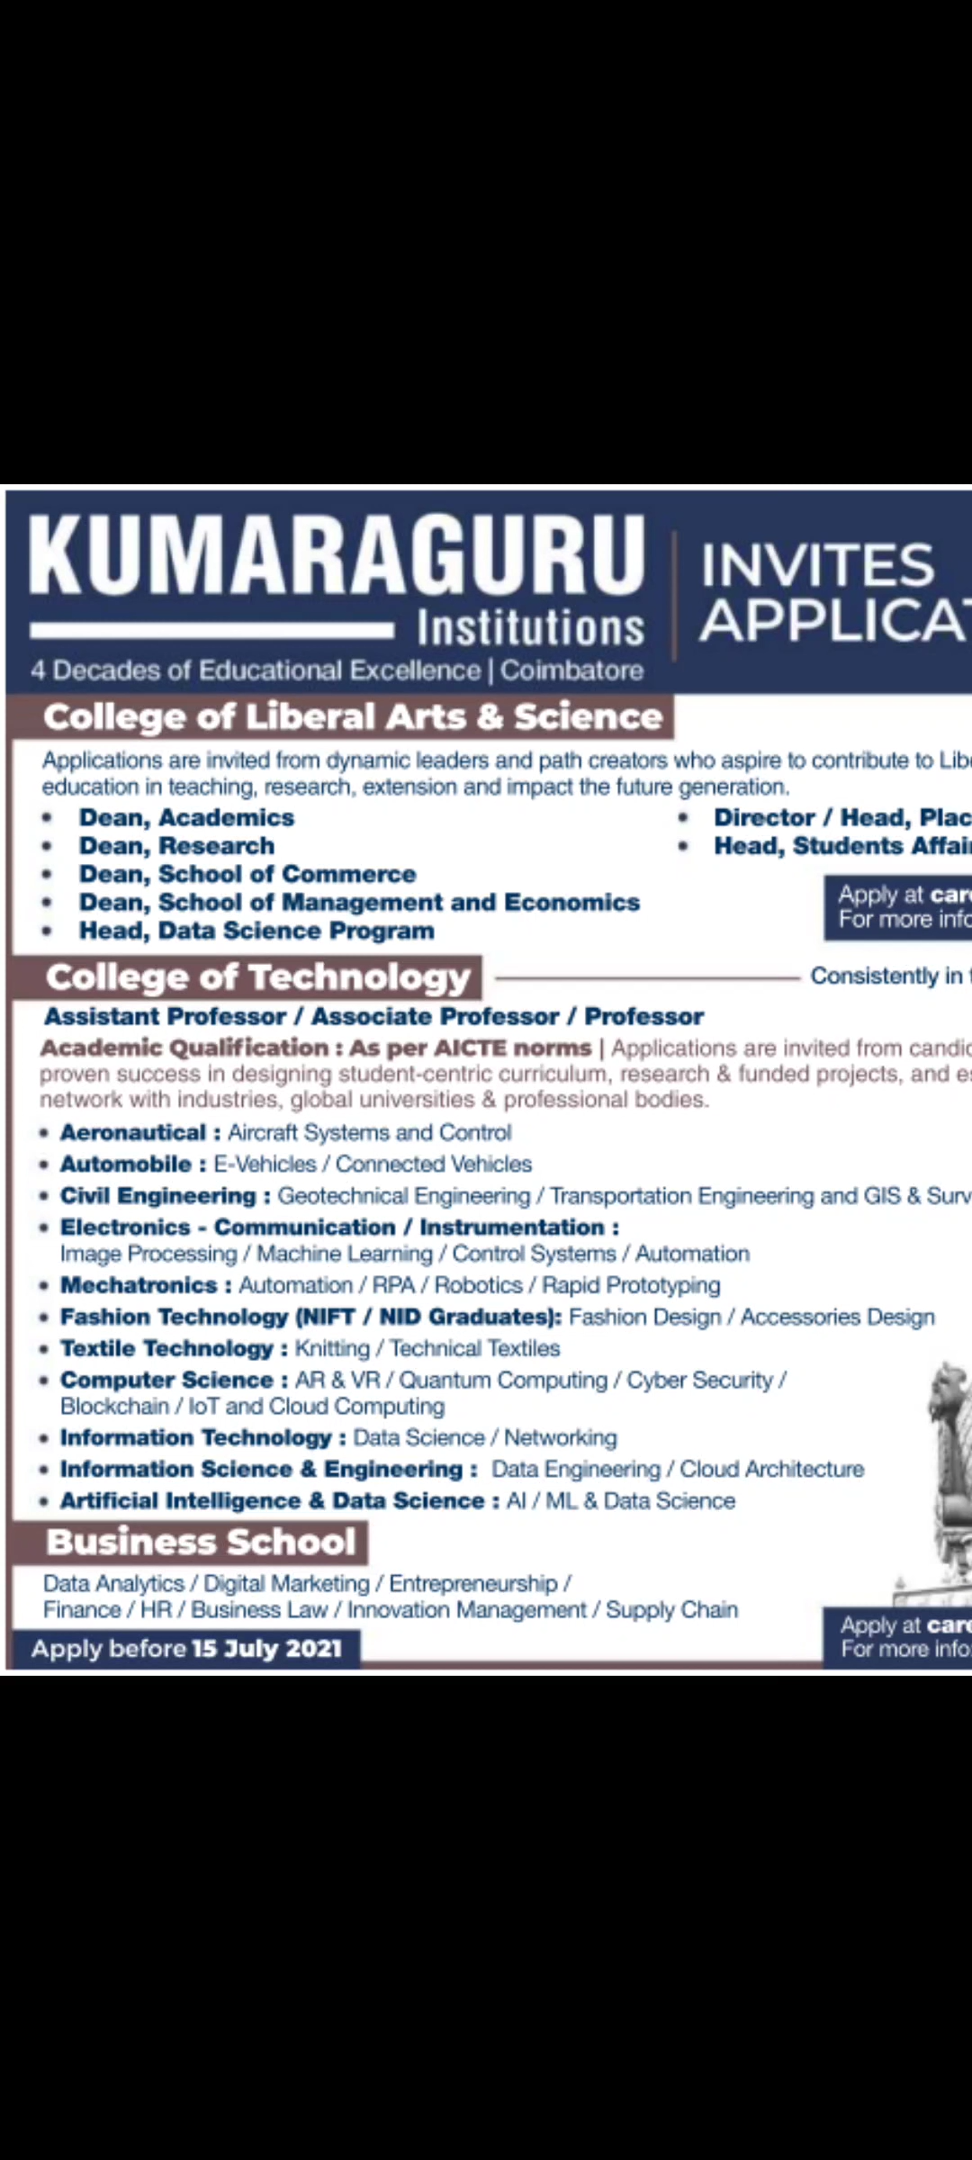 KUMARAGURU
Institutions
4 Decades of Educational Excellence | Coimbatore
INVITES
College of Liberal Arts & Science
Applications are invited from dynamic leaders and path creators who aspire to contribute to
education in teaching, research, extension and impact the future generation.
• Dean, Academics
• Dean, Research
• Dean, School of Commerce
• Dean, School of Management and Economics
• Head, Data Science Program
• Director / Head,
• Head, Students
Apply at
For more
College of Technology
Consistently in
Assistant Professor / Associate Professor / Professor
Academic Qualification : As per AICTE norms | Applications are invited from
proven success in designing student-centric curriculum, research & funded projects, and
network with industries, global universities & professional bodies.
• Aeronautical : Aircraft Systems and Control
• Automobile : E-Vehicles / Connected Vehicles
• Civil Engineering : Geotechnical Engineering / Transportation Engineering and GIS &
• Electronics - Communication / Instrumentation :
Image Processing / Machine Learning / Control Systems / Automation
• Mechatronics : Automation / RPA / Robotics / Rapid Prototyping
• Fashion Technology (NIFT / NID Graduates): Fashion Design / Accessories Design
• Textile Technology : Knitting / Technical Textiles
• Computer Science : AR & VR / Quantum Computing / Cyber Security /
Blockchain / IoT and Cloud Computing
• Information Technology : Data Science / Networking
• Information Science & Engineering : Data Engineering / Cloud Architecture
• Artificial Intelligence & Data Science : AI / ML & Data Science
Business School
Data Analytics / Digital Marketing / Entrepreneurship /
Finance / HR / Business Law / Innovation Management / Supply Chain
Apply before 15 July 2021
Apply at
For more info